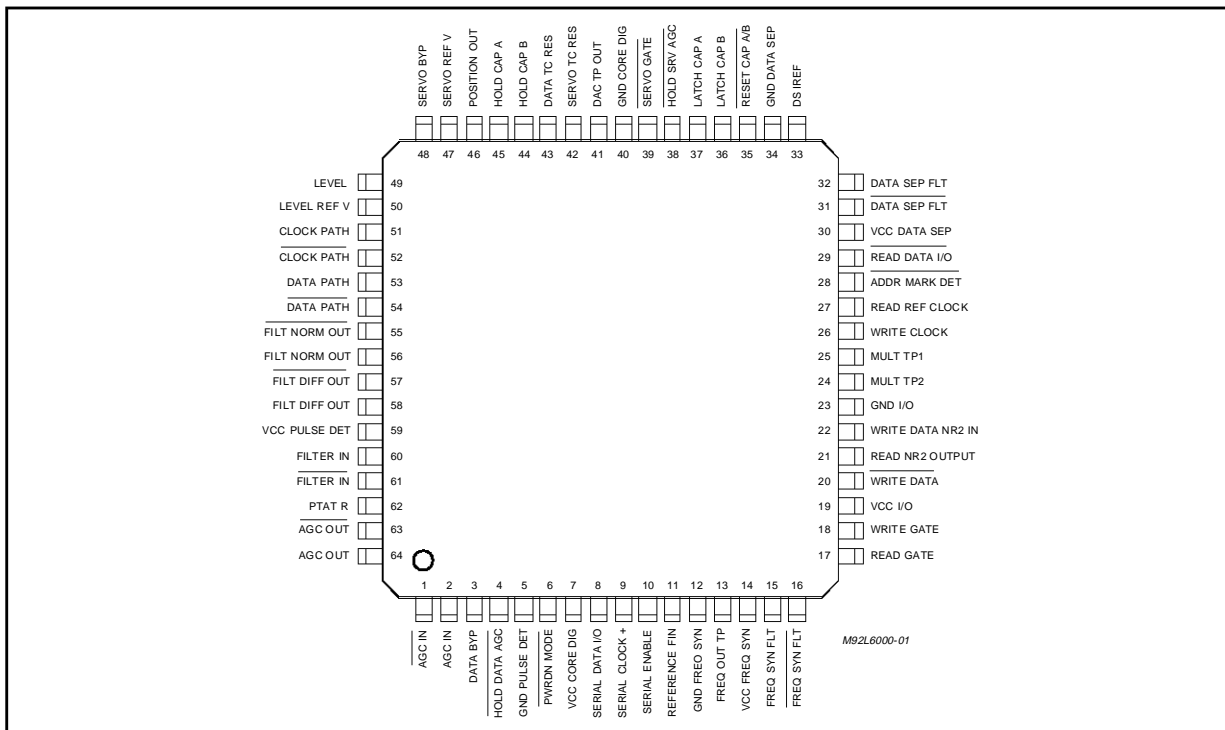 SERVO BYP
SERVO REF V
POSITION OUT
HOLD CAP A
HOLD CAP B
DATA TC RES
SERVO TC RES
DAC TP OUT
GND CORE DIG
SERVO GATE
HOLD SRV AGC
LATCH CAP A
LATCH CAP B
RESET CAP A/B
GND DATA SEP
DS IREF
48 47 46 45 44 43 42 41 40 39 38 37 36 35 34 33
LEVEL 49
LEVEL REF V 50
CLOCK PATH 51
CLOCK PATH 52
DATA PATH 53
DATA PATH 54
FILT NORM OUT 55
FILT NORM OUT 56
FILT DIFF OUT 57
FILT DIFF OUT 58
VCC PULSE DET 59
FILTER IN 60
FILTER IN 61
PTAT R 62
AGC OUT 63
AGC OUT 64
32 DATA SEP FLT
31 DATA SEP FLT
30 VCC DATA SEP
29 READ DATA I/O
28 ADDR MARK DET
27 READ REF CLOCK
26 WRITE CLOCK
25 MULT TP1
24 MULT TP2
23 GND I/O
22 WRITE DATA NR2 IN
21 READ NR2 OUTPUT
20 WRITE DATA
19 VCC I/O
18 WRITE GATE
17 READ GATE
1 2 3 4 5 6 7 8 9 10 11 12 13 14 15 16
AGC IN
AGC IN
DATA BYP
HOLD DATA AGC
GND PULSE DET
PWRDN MODE
VCC CORE DIG
SERIAL DATA I/O
SERIAL CLOCK +
SERIAL ENABLE
REFERENCE FIN
GND FREO SYN
FREQ OUT TP
VCC FREQ SYN
FREQ SYN FLT
FREQ SYN FLT
M92L6000-01